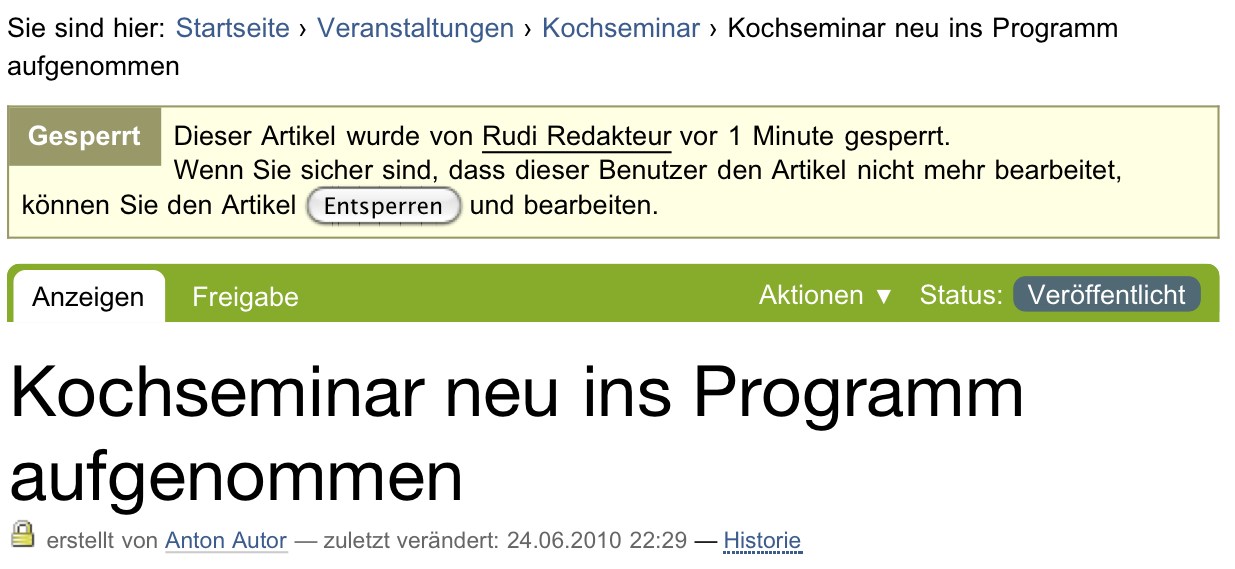 Sie sind hier: Startseite › Veranstaltungen › Kochseminar › Kochseminar neu ins Programm
aufgenommen
Gesperrt Dieser Artikel wurde von Rudi Redakteur vor 1 Minute gesperrt.
Wenn Sie sicher sind, dass dieser Benutzer den Artikel nicht mehr bearbeitet,
können Sie den Artikel Entsperren und bearbeiten.
Anzeigen Freigabe Aktionen ▼ Status: Veröffentlicht
Kochseminar neu ins Programm
aufgenommen
erstellt von Anton Autor — zuletzt verändert: 24.06.2010 22:29 — Historie